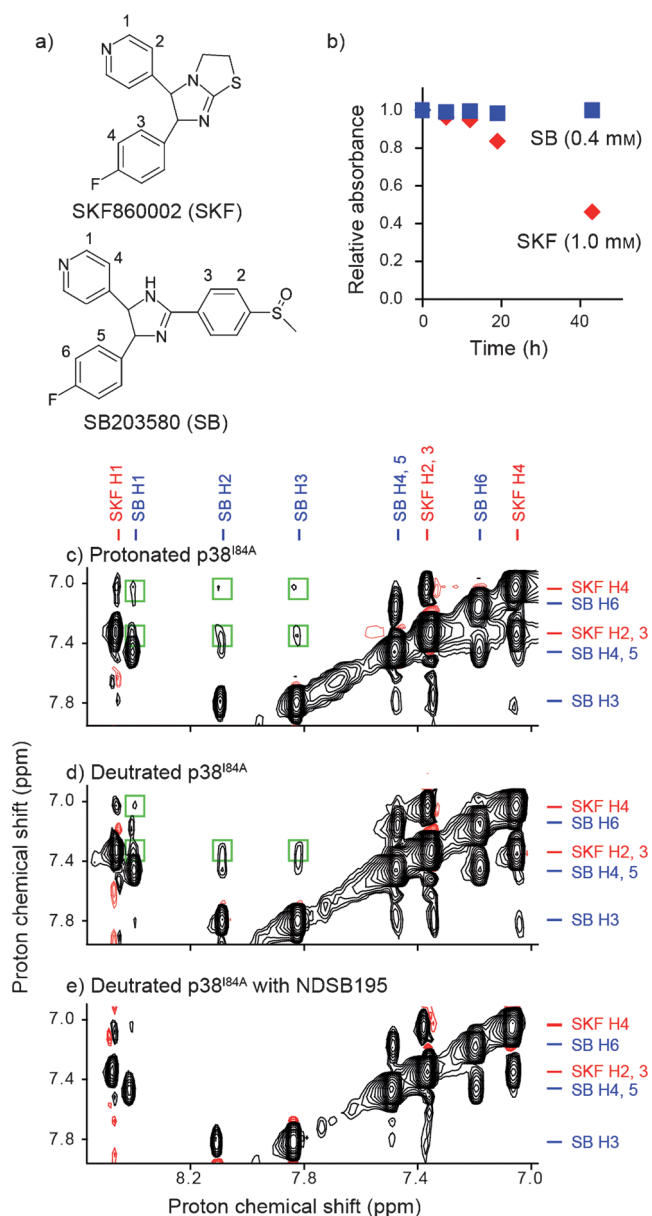 a)
1
N
2
N
S
3
N
4
F
SKF860002 (SKF)
1
N
4
H
N
3
2
O
S
5
N
6
F
SB203580 (SB)
b)
Relative absorbance
1.0
0.8
0.6
0.4
0.2
0.0
SB (0.4 mM)
SKF (1.0 mM)
0 20 40
Time (h)
SKF H1
SB H1
SB H2
SB H3
SB H4, 5
SKF H2, 3
SB H6
SKF H4
c) Protonated p38I84A
7.0
7.4
7.8
SKF H4
SB H6
SKF H2, 3
SB H4, 5
SB H3
d) Deutrated p38I84A
7.0
7.4
7.8
SKF H4
SB H6
SKF H2, 3
SB H4, 5
SB H3
e) Deutrated p38I84A with NDSB195
7.0
7.4
7.8
SKF H4
SB H6
SKF H2, 3
SB H4, 5
SB H3
Proton chemical shift (ppm)
8.2 7.8 7.4 7.0
Proton chemical shift (ppm)